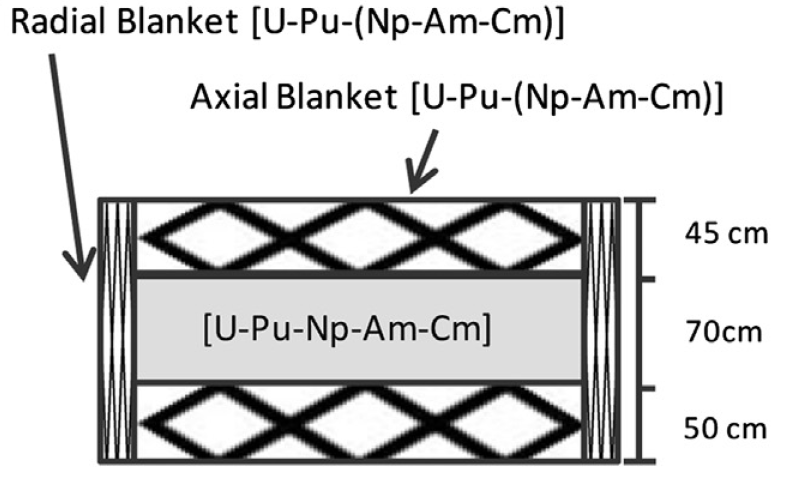 Radial Blanket [U-Pu-(Np-Am-Cm)]
Axial Blanket [U-Pu-(Np-Am-Cm)]
45 cm
[U-Pu-Np-Am-Cm]
70cm
50 cm